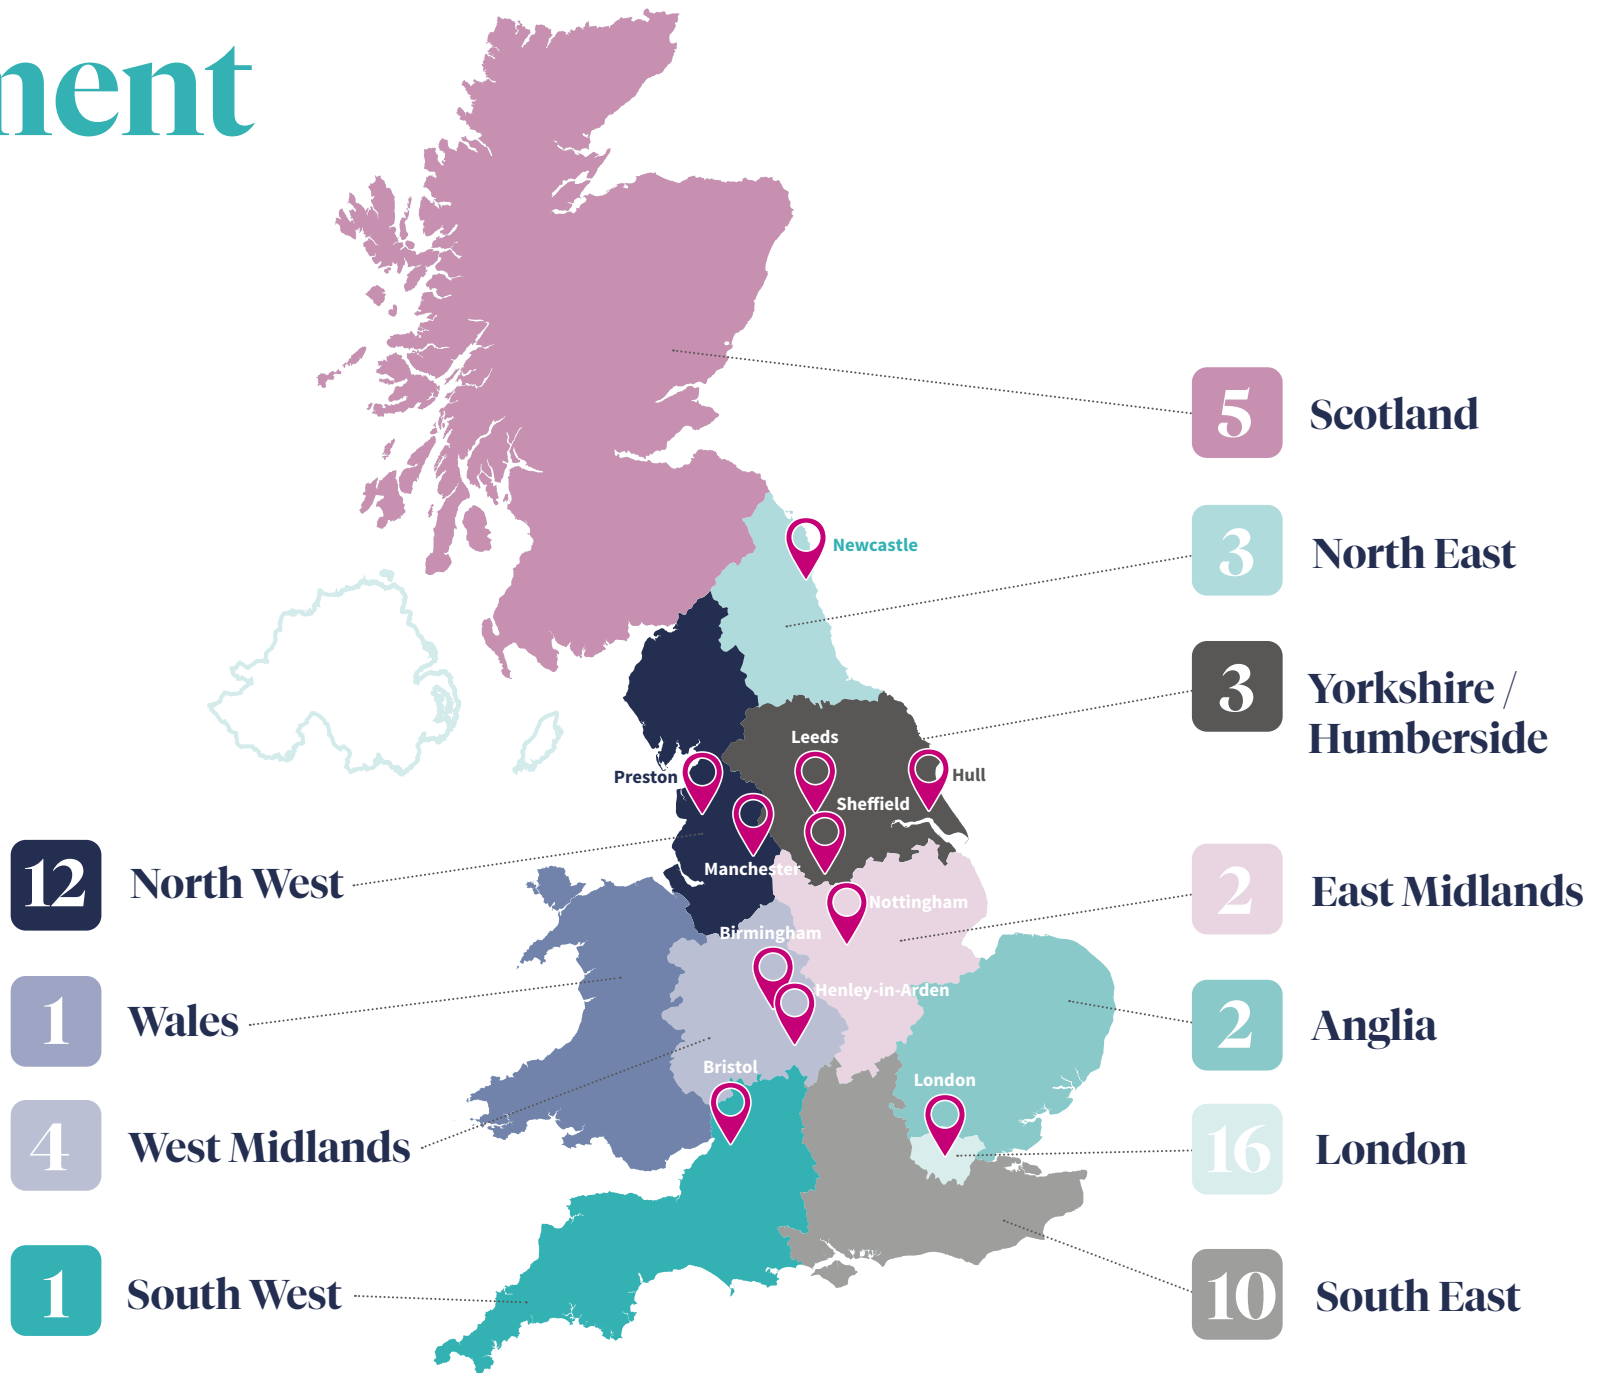 ment
5 Scotland
Newcastle
3 North East
3 Yorkshire /
Humberside
Leeds
Preston
Hull
Sheffield
12 North West
Manchester
2 East Midlands
Nottingham
Birmingham
1 Wales
Henley-in-Arden
2 Anglia
Bristol
London
4 West Midlands
16 London
1 South West
10 South East